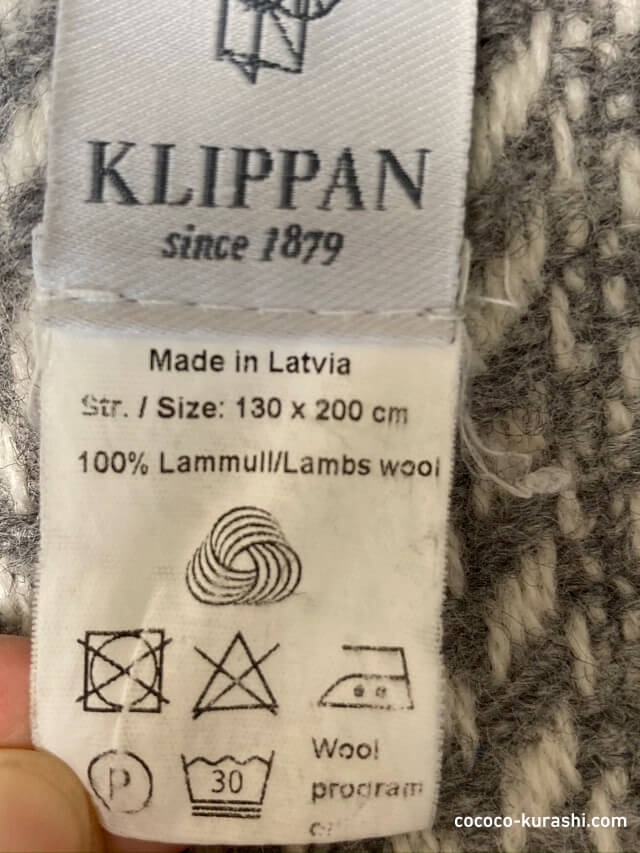 KLIPPAN
since 1879
Made in Latvia
Str. / Size: 130 x 200 cm
100% Lammull/Lambs wool
P
30
Wool
program
cococo-kurashi.com